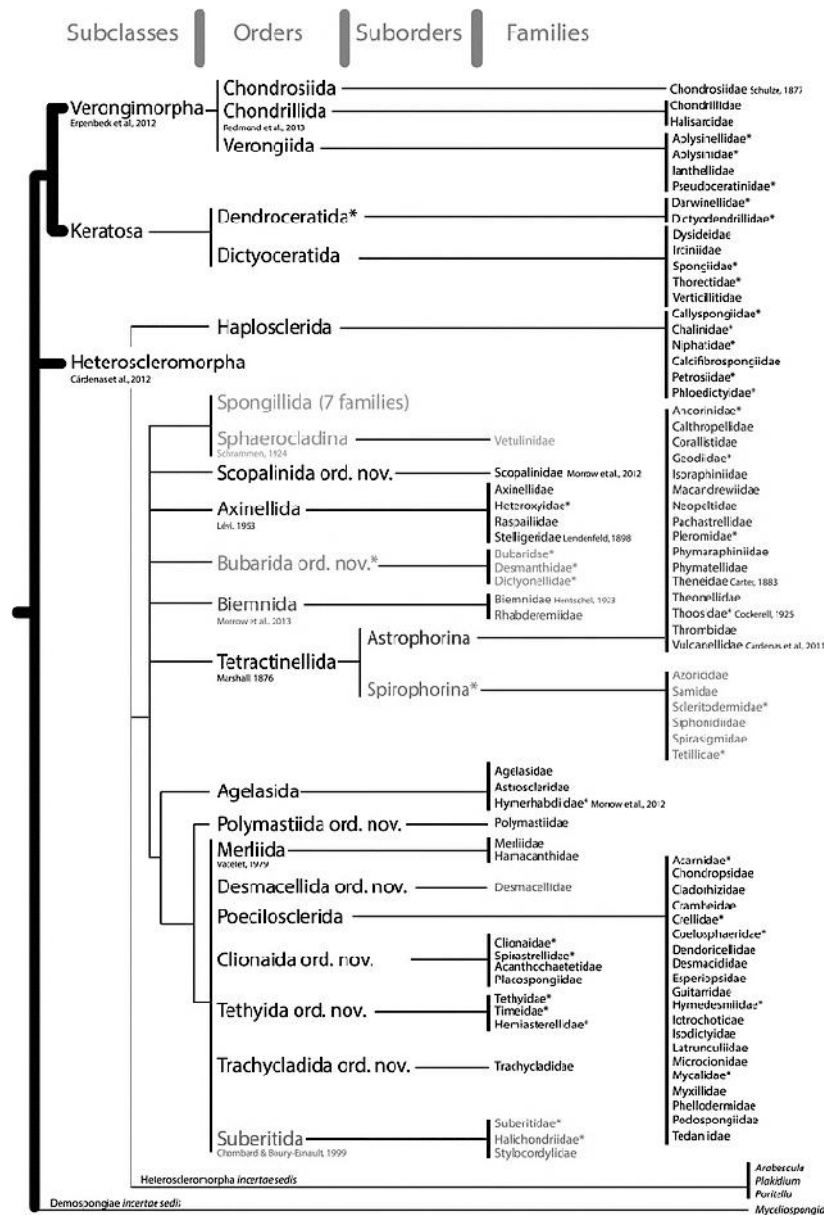 Subclasses Orders Suborders Families
Verongimorpha
Erpenbeck et al., 2012
Chondrosiida
Chondrosiidae Schulze, 1877
Chondrillida
Redmond et al., 2013
Chondrillidae
Halisarcidae
Verongiida
Aplysinellidae*
Aplysinidae*
Ianthellidae
Pseudoceratinidae*
Keratosa
Dendroceratida*
Darwinellidae*
Dictyodendrillidae*
Dictyoceratida
Dysideidae
Irciniidae
Spongiidae*
Thorectidae*
Verticillitidae
Heteroscleromorpha
Cárdenas et al., 2012
Haplosclerida
Callyspongiidae*
Chalinidae*
Niphatidae*
Calcifibrospongiidae
Petrosiidae*
Phloedictyidae*
Spongillida (7 families)
Sphaerocladina
Schrammen, 1924
Vetulinidae
Scopalinida ord. nov.
Scopalinidae Morrow et al., 2012
Axinellida
Lévi, 1953
Axinellidae
Heteroxyidae*
Raspailiidae
Stelligeridae Lendenfeld, 1898
Bubarida ord. nov.*
Bubaridae*
Desmanthidae*
Dictyonellidae*
Biemnida
Morrow et al., 2013
Biemnidae Hentschel, 1923
Rhabderemiidae
Tetractinellida
Marshall 1876
Astrophorina
Ancorinidae*
Calthropellidae
Corallistidae
Geodiidae*
Isoraphiniidae
Macandrewiidae
Neopeltidae
Pachastrellidae
Pleromidae*
Phymaraphiniidae
Phymatellidae
Theneidae Carter, 1883
Theonellidae
Thoosidae* Cockerell, 1925
Thrombidae
Vulcanellidae Cárdenas et al., 2011
Spirophorina*
Azoricidae
Samidae
Scleritodermidae*
Siphonidiidae
Spirasigmidae
Tetillidae*
Agelasida
Agelasidae
Astroscleridae
Hymerhabdiidae* Morrow et al., 2012
Polymastiida ord. nov.
Polymastiidae
Merliida
Vacelet, 1979
Merliidae
Hamacanthidae
Desmacellida ord. nov.
Desmacellidae
Poecilosclerida
Acarnidae*
Chondropsidae
Cladorhizidae
Crambeidae
Crellidae*
Coelosphaeridae*
Dendoricellidae
Desmacididae
Esperiopsidae
Guitarridae
Hymedesmiidae*
Iotrochotidae
Isodictyidae
Latrunculiidae
Microcionidae
Mycalidae*
Myxillidae
Phellodermidae
Podospongiidae
Tedaniidae
Clionaida ord. nov.
Clionaidae*
Spirastrellidae*
Acanthochaetetidae
Placospongiidae
Tethyida ord. nov.
Tethyidae*
Timeidae*
Hemiasterellidae*
Trachycladida ord. nov.
Trachycladidae
Suberitida
Chombard & Boury-Esnault, 1999
Suberitidae*
Halichondriidae*
Stylocordylidae
Heteroscleromorpha incertae sedis
Arabescula
Plakidium
Poritella
Demospongiae incertae sedis
Myceliospongia